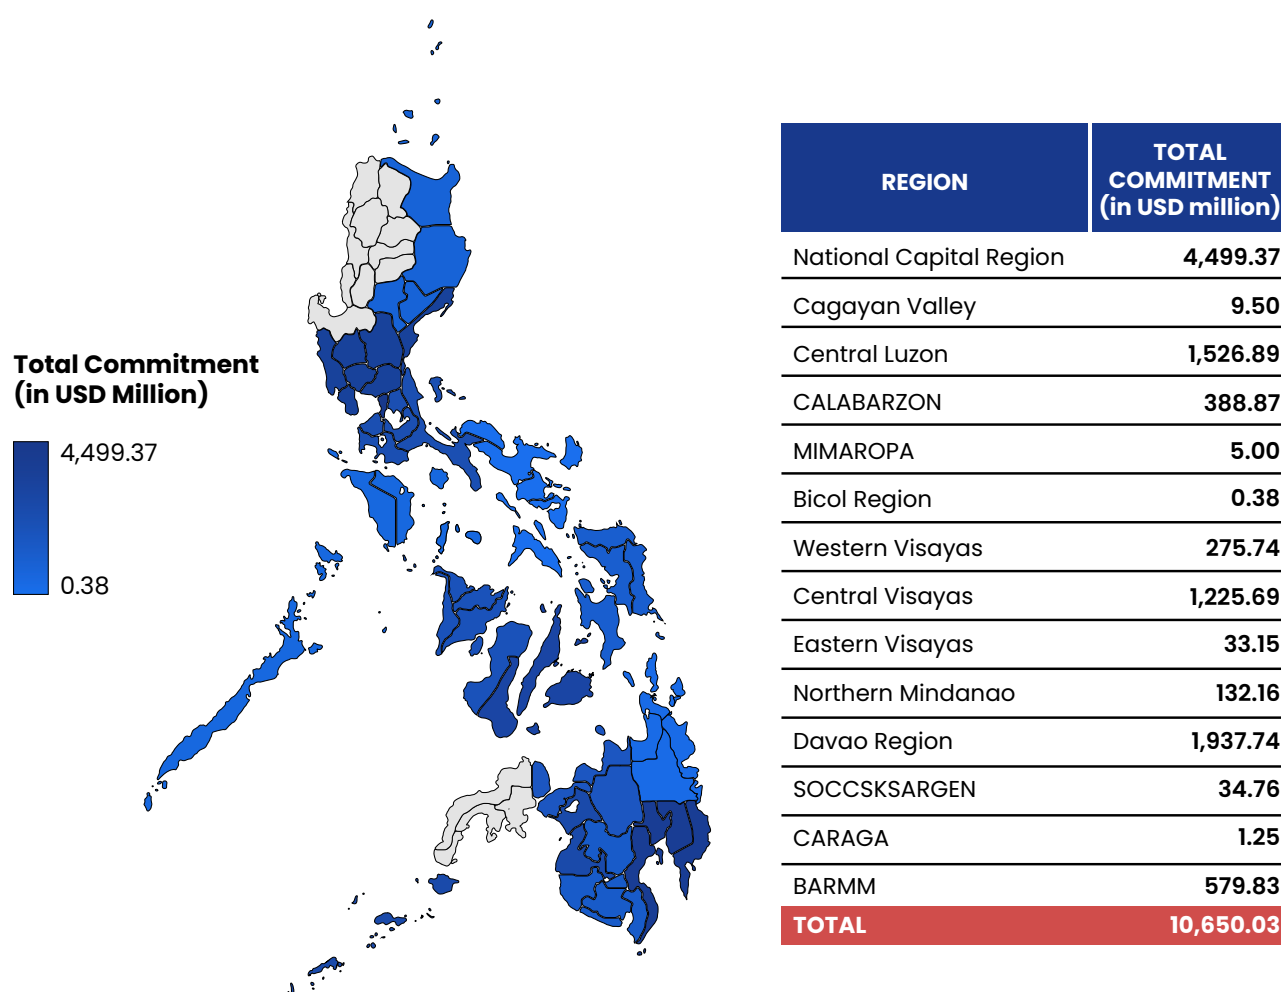 Total Commitment
(in USD Million)
4,499.37
0.38
REGION
TOTAL
COMMITMENT
(in USD million)
National Capital Region 4,499.37
Cagayan Valley 9.50
Central Luzon 1,526.89
CALABARZON 388.87
MIMAROPA 5.00
Bicol Region 0.38
Western Visayas 275.74
Central Visayas 1,225.69
Eastern Visayas 33.15
Northern Mindanao 132.16
Davao Region 1,937.74
SOCCSKSARGEN 34.76
CARAGA 1.25
BARMM 579.83
TOTAL 10,650.03